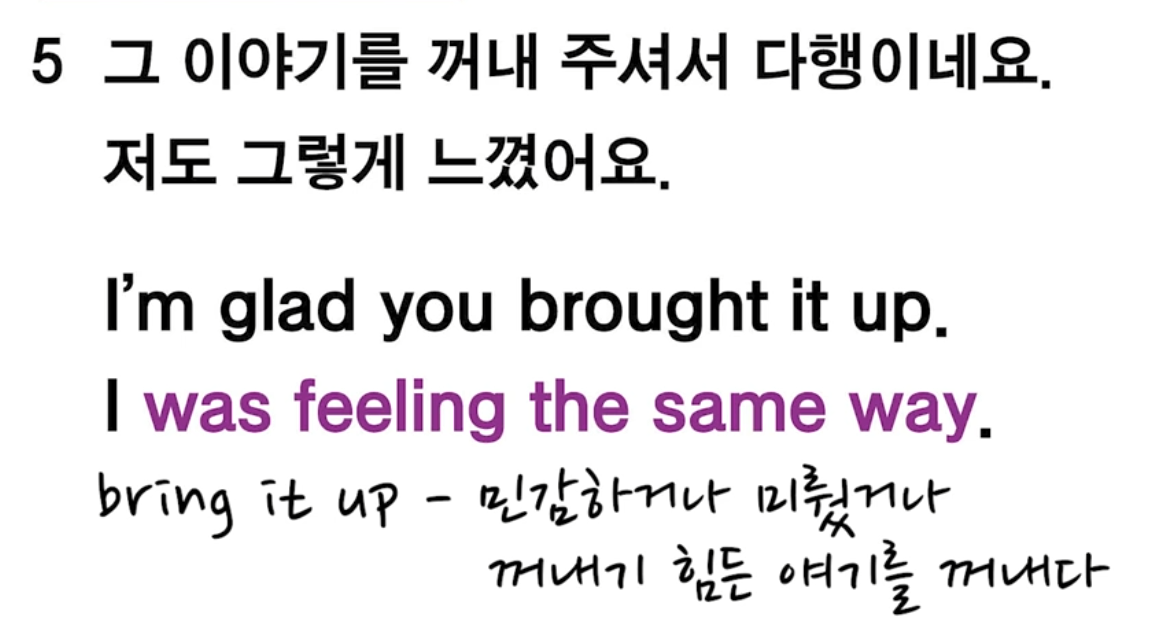 5 그 이야기를 꺼내 주셔서 다행이네요.
저도 그렇게 느꼈어요.
I'm glad you brought it up.
I was feeling the same way.
bring it up - 민감하거나 미뤘거나
꺼내기 힘든 얘기를 꺼내다